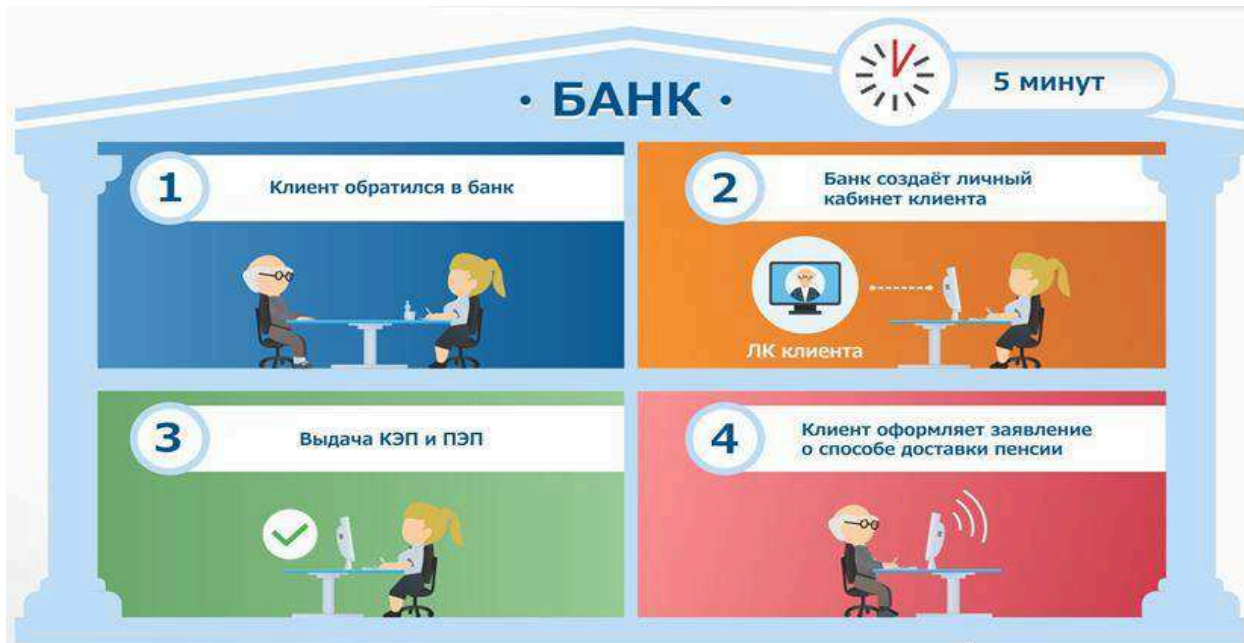 · БАНК ·
5 минут
1
Клиент обратился в банк
2
Банк создаёт личный
кабинет клиента
ЛК клиента
3
Выдача КЭП и ПЭП
4
Клиент оформляет заявление
о способе доставки пенсии